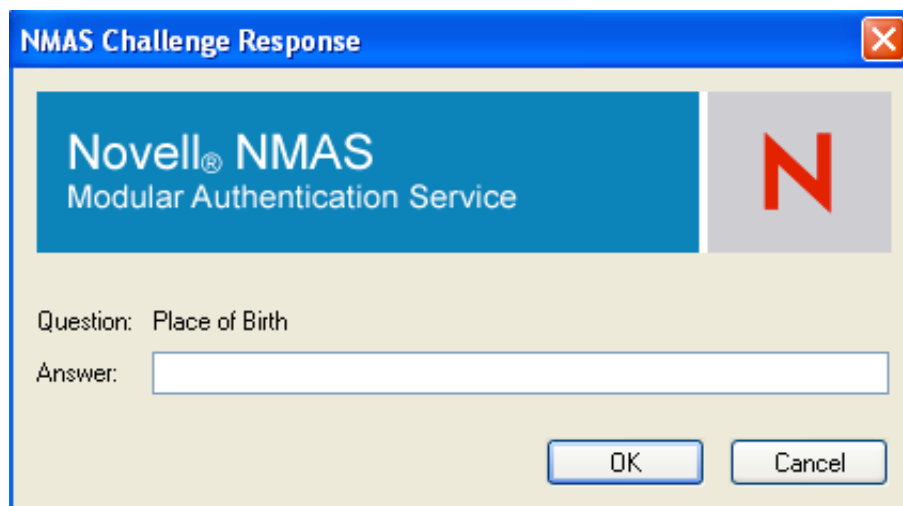 NMAS Challenge Response
Novell® NMAS
Modular Authentication Service
N
Question: Place of Birth
Answer:
OK Cancel